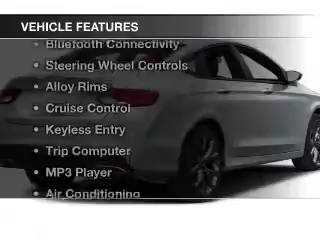 VEHICLE FEATURES
• Bluetooth Connectivity
• Steering Wheel Controls
• Alloy Rims
• Cruise Control
• Keyless Entry
• Trip Computer
• MP3 Player
• Air Conditioning